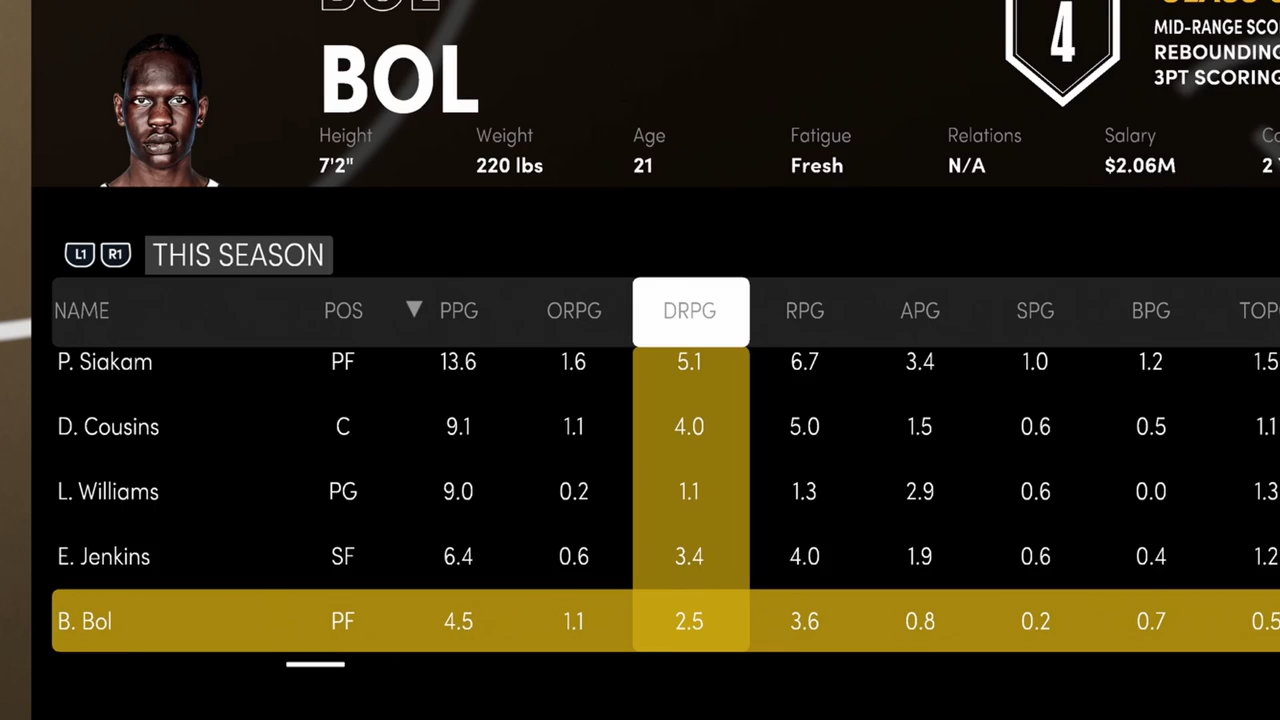 BOL
BOL
4
MID-RANGE SCO
REBOUNDING
3PT SCORING
Height Weight Age Fatigue Relations Salary
7'2" 220 lbs 21 Fresh N/A $2.06M 2
L1 R1 THIS SEASON
NAME POS PPG ORPG DRPG RPG APG SPG BPG TOP
P. Siakam PF 13.6 1.6 5.1 6.7 3.4 1.0 1.2 1.5
D. Cousins C 9.1 1.1 4.0 5.0 1.5 0.6 0.5 1.1
L. Williams PG 9.0 0.2 1.1 1.3 2.9 0.6 0.0 1.3
E. Jenkins SF 6.4 0.6 3.4 4.0 1.9 0.6 0.4 1.2
B. Bol PF 4.5 1.1 2.5 3.6 0.8 0.2 0.7 0.5